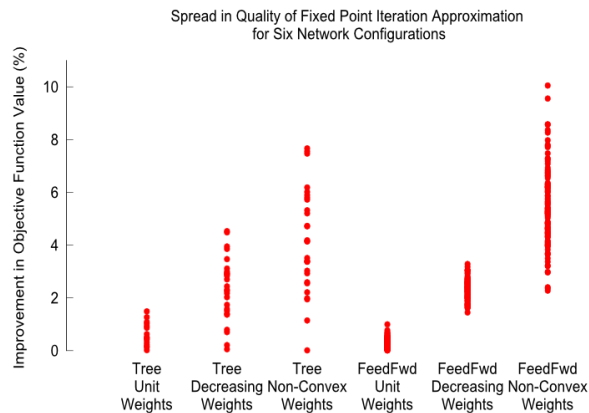 Spread in Quality of Fixed Point Iteration Approximation
for Six Network Configurations
Improvement in Objective Function Value (%)
10
8
6
4
2
0
Tree
Unit
Weights
Tree
Decreasing
Weights
Tree
Non-Convex
Weights
FeedFwd
Unit
Weights
FeedFwd
Decreasing
Weights
FeedFwd
Non-Convex
Weights